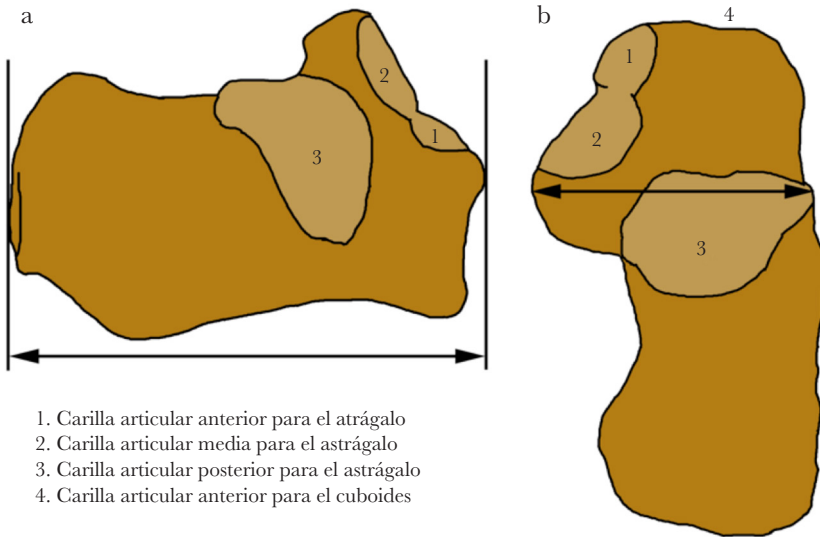 a
b
4
1
2
2
1
3
3
1. Carilla articular anterior para el atrágalo
2. Carilla articular media para el astrágalo
3. Carilla articular posterior para el astrágalo
4. Carilla articular anterior para el cuboides